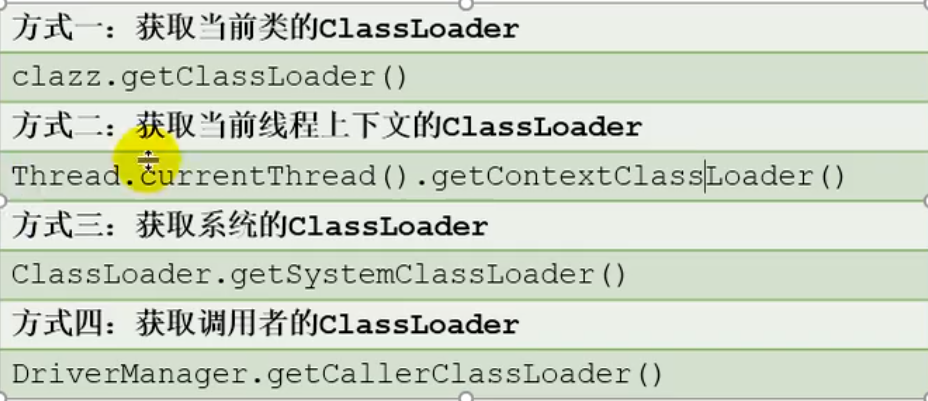 方式一：获取当前类的ClassLoader
clazz.getClassLoader()
方式二：获取当前线程上下文的ClassLoader
Thread.currentThread().getContextClassLoader()
方式三：获取系统的ClassLoader
ClassLoader.getSystemClassLoader()
方式四：获取调用者的ClassLoader
DriverManager.getCallerClassLoader()